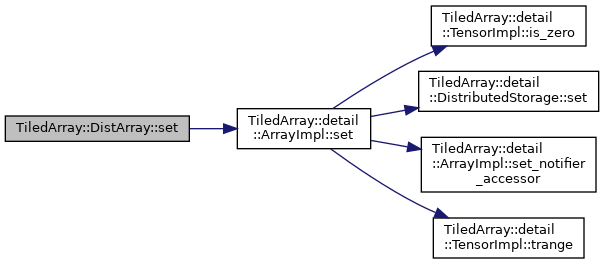 TiledArray::DistArray::set
TiledArray::detail
::ArrayImpl::set
TiledArray::detail
::TensorImpl::is_zero
TiledArray::detail
::DistributedStorage::set
TiledArray::detail
::ArrayImpl::set_notifier
_accessor
TiledArray::detail
::TensorImpl::trange